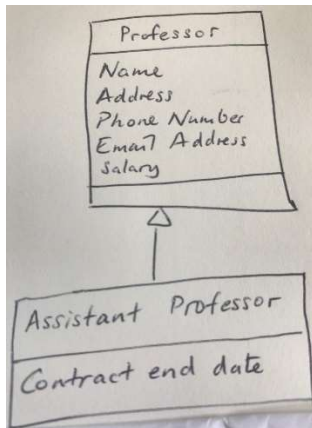 Professor
Name
Address
Phone Number
Email Address
Salary
Assistant Professor
Contract end date